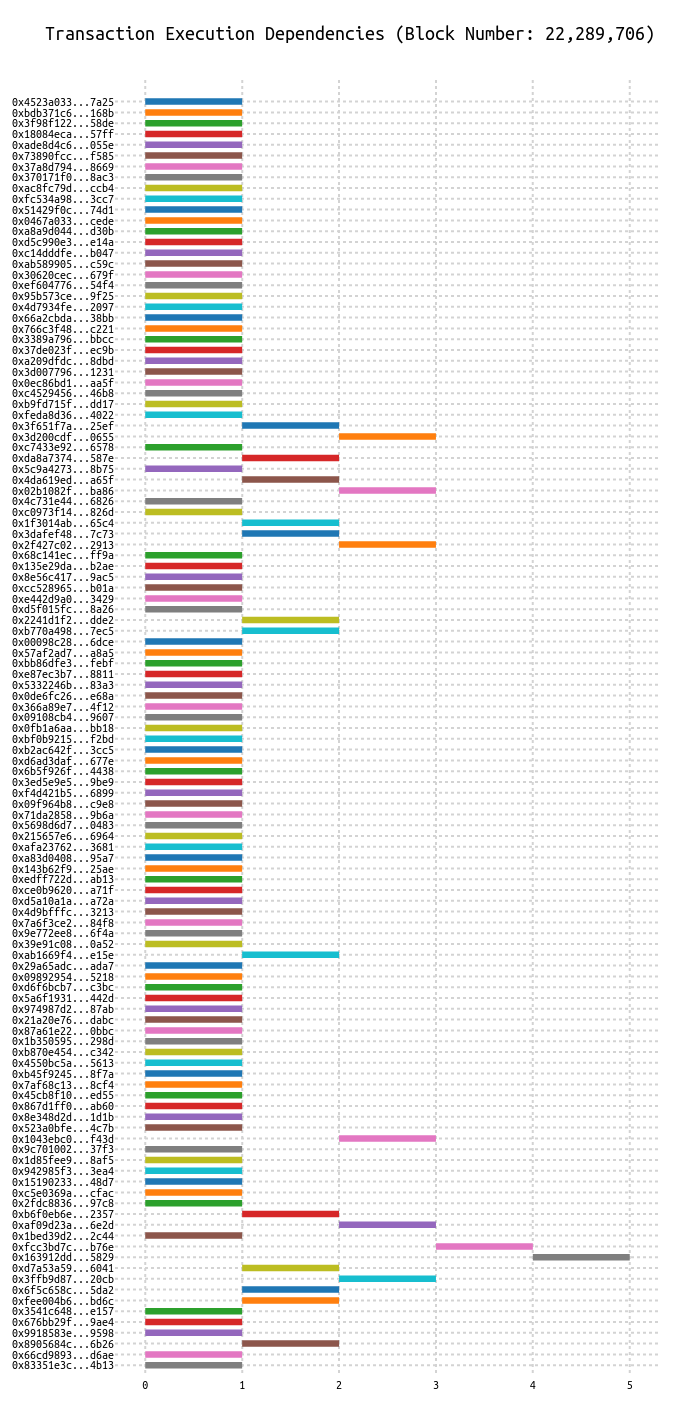 Transaction Execution Dependencies (Block Number: 22,289,706)
0x4523a033...7a25
0xbdb371c6...168b
0x3f98f122...58de
0x18084eca...57ff
0xade8d4c6...055e
0x73890fcc...f585
0x37a8d794...8669
0x370171f0...8ac3
0xac8fc79d...ccb4
0xfc534a98...3cc7
0x51429f0c...74d1
0x0467a033...cede
0xa8a9d044...d30b
0xd5c990e3...e14a
0xc14dddfe...b047
0xab589905...c59c
0x30620cec...679f
0xef604776...54f4
0x95b573ce...9f25
0x4d7934fe...2097
0x66a2cbda...38bb
0x766c3f48...c221
0x3389a796...bbcc
0x37de023f...ec9b
0xa209dfdc...8dbd
0x3d007796...1231
0x0ec86bd1...aa5f
0xc4529456...46b8
0xb9fd715f...dd17
0xfeda8d36...4022
0x3f651f7a...25ef
0x3d200cdf...0655
0xc7433e92...6578
0xda8a7374...587e
0x5c9a4273...8b75
0x4da619ed...a65f
0x02b1082f...ba86
0x4c731e44...6826
0xc0973f14...826d
0x1f3014ab...65c4
0x3dafef48...7c73
0x2f427c02...2913
0x68c141ec...ff9a
0x135e29da...b2ae
0x8e56c417...9ac5
0xcc528965...b01a
0xe442d9a0...3429
0xd5f015fc...8a26
0x2241d1f2...dde2
0xb770a498...7ec5
0x00098c28...6dce
0x57af2ad7...a8a5
0xbb86dfe3...febf
0xe87ec3b7...8811
0x5332246b...83a3
0x0de6fc26...e68a
0x366a89e7...4f12
0x09108cb4...9607
0x0fb1a6aa...bb18
0xbf0b9215...f2bd
0xb2ac642f...3cc5
0xd6ad3daf...677e
0x6b5f926f...4438
0x3ed5e9e5...9be9
0xf4d421b5...6899
0x09f964b8...c9e8
0x71da2858...9b6a
0x5698d6d7...0483
0x215657e6...6964
0xafa23762...3681
0xa83d0408...95a7
0x143b62f9...25ae
0xedff722d...ab13
0xce0b9620...a71f
0xd5a10a1a...a72a
0x4d9bfffc...3213
0x7a6f3ce2...84f8
0x9e772ee8...6f4a
0x39e91c08...0a52
0xab1669f4...e15e
0x29a65adc...ada7
0x09892954...5218
0xd6f6bcb7...c3bc
0x5a6f1931...442d
0x974987d2...87ab
0x21a20e76...dabc
0x87a61e22...0bbc
0x1b350595...298d
0xb870e454...c342
0x4550bc5a...5613
0xb45f9245...8f7a
0x7af68c13...8cf4
0x45cb8f10...ed55
0x867d1ff0...ab60
0x8e348d2d...1d1b
0x523a0bfe...4c7b
0x1043ebc0...f43d
0x9c701002...37f3
0x1d85fee9...8af5
0x942985f3...3ea4
0x15190233...48d7
0xc5e0369a...cfac
0x2fdc8836...97c8
0xb6f0eb6e...2357
0xaf09d23a...6e2d
0x1bed39d2...2c44
0xfcc3bd7c...b76e
0x163912dd...5829
0xd7a53a59...6041
0x3ffb9d87...20cb
0x6f5c658c...5da2
0xfee004b6...bd6c
0x3541c648...e157
0x676bb29f...9ae4
0x9918583e...9598
0x8905684c...6b26
0x66cd9893...d6ae
0x83351e3c...4b13
0 1 2 3 4 5